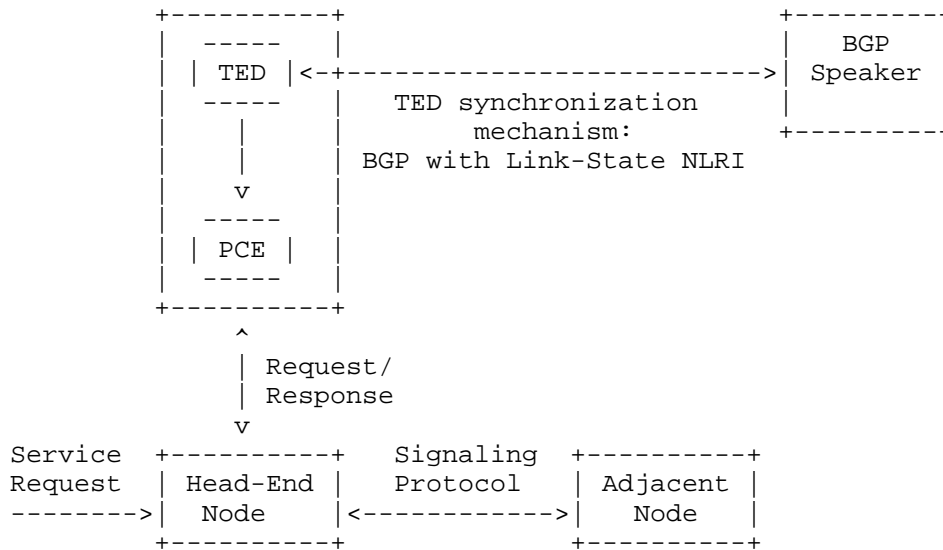 TED
BGP
Speaker
TED synchronization
mechanism:
BGP with Link-State NLRI
PCE
Request/
Response
Service
Request
Head-End
Node
Signaling
Protocol
Adjacent
Node